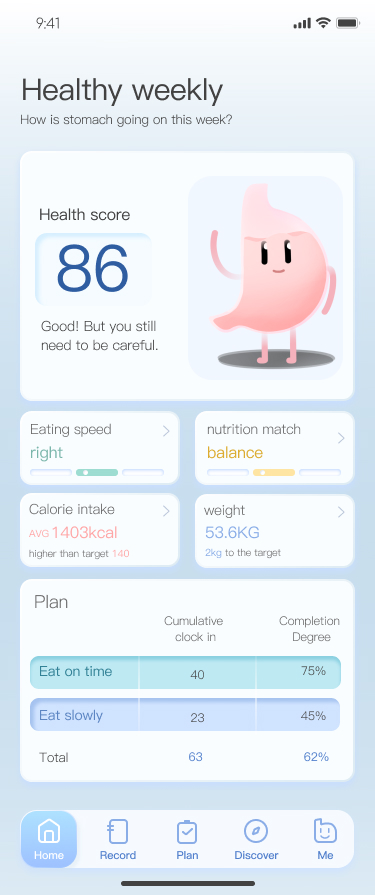 9:41
Healthy weekly
How is stomach going on this week?
Health score
86
Good! But you still
need to be careful.
Eating speed
right
nutrition match
balance
Calorie intake
AVG 1403kcal
higher than target 140
weight
53.6KG
2kg to the target
Plan
Cumulative
clock in
Completion
Degree
Eat on time
40
75%
Eat slowly
23
45%
Total
63
62%
Home
Record
Plan
Discover
Me